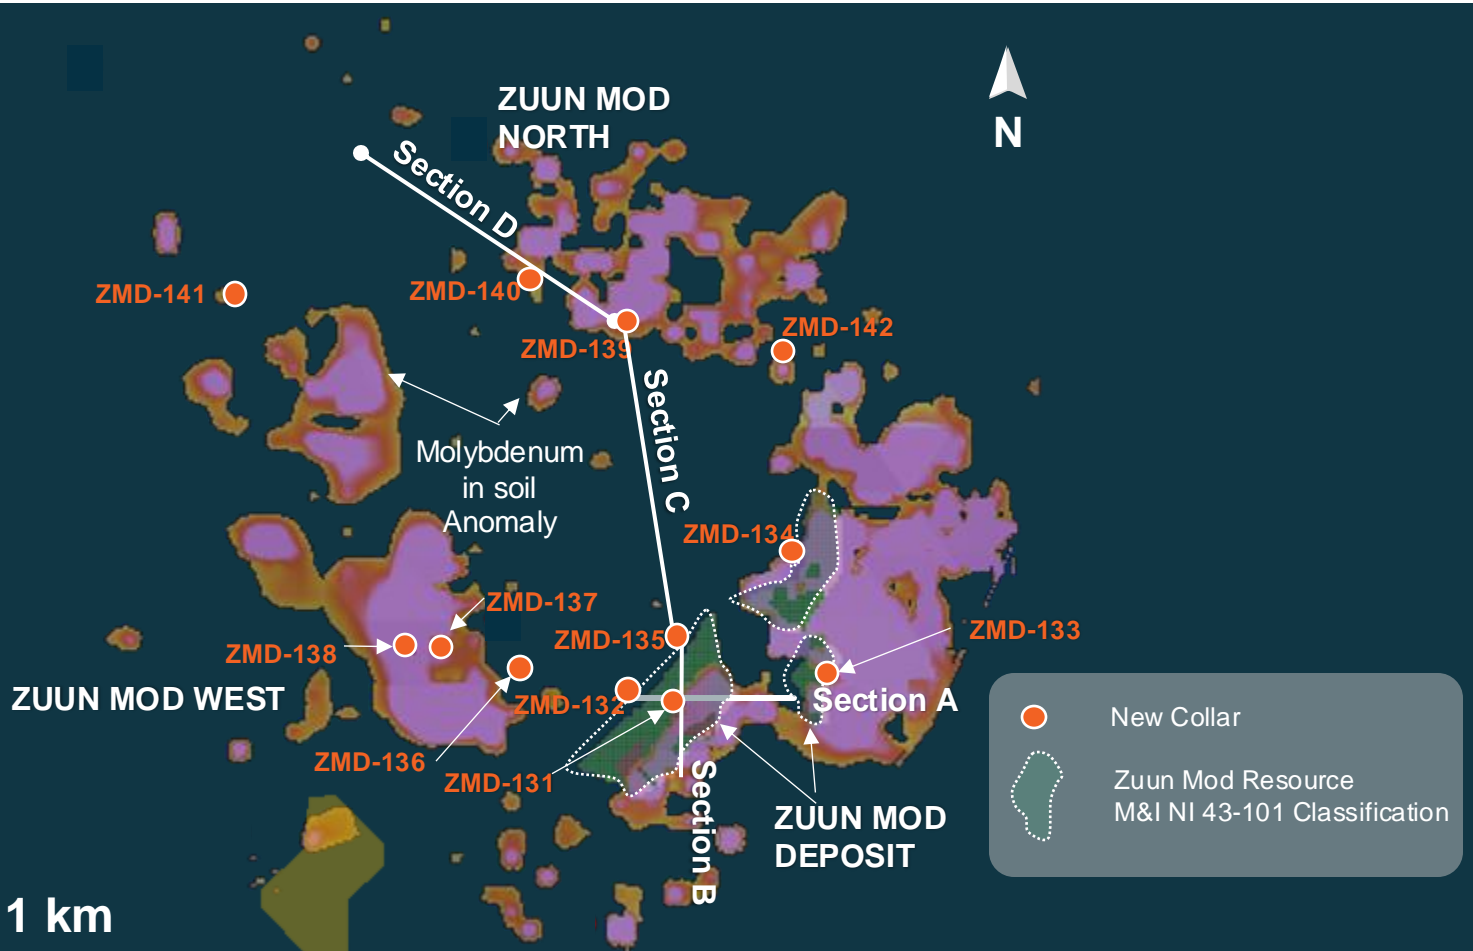 ZUUN MOD
NORTH
N
Section D
ZMD-141
ZMD-140
ZMD-142
ZMD-139
Section C
Molybdenum
in soil
Anomaly
ZMD-134
ZMD-137
ZMD-133
ZMD-135
ZMD-138
ZUUN MOD WEST
ZMD-132
Section A
ZMD-136
ZMD-131
Section B
ZUUN MOD
DEPOSIT
New Collar
Zuun Mod Resource
M&I NI 43-101 Classification
1 km